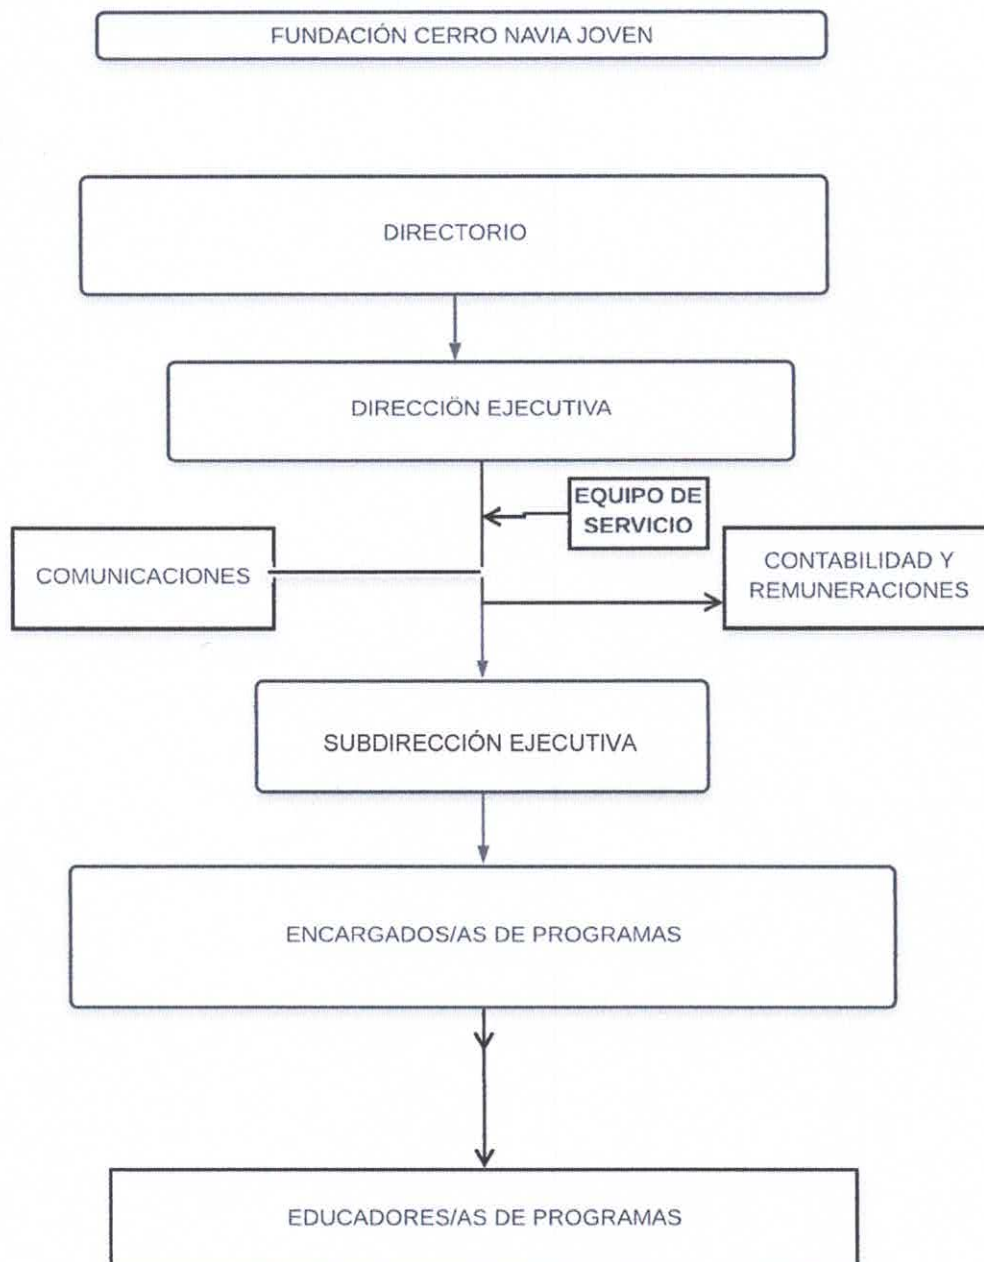 FUNDACIÓN CERRO NAVIA JOVEN
DIRECTORIO
DIRECCIÖN EJECUTIVA
EQUIPO DE
SERVICIO
COMUNICACIONES
CONTABILIDAD Y
REMUNERACIONES
SUBDIRECCIÓN EJECUTIVA
ENCARGADOS/AS DE PROGRAMAS
EDUCADORES/AS DE PROGRAMAS